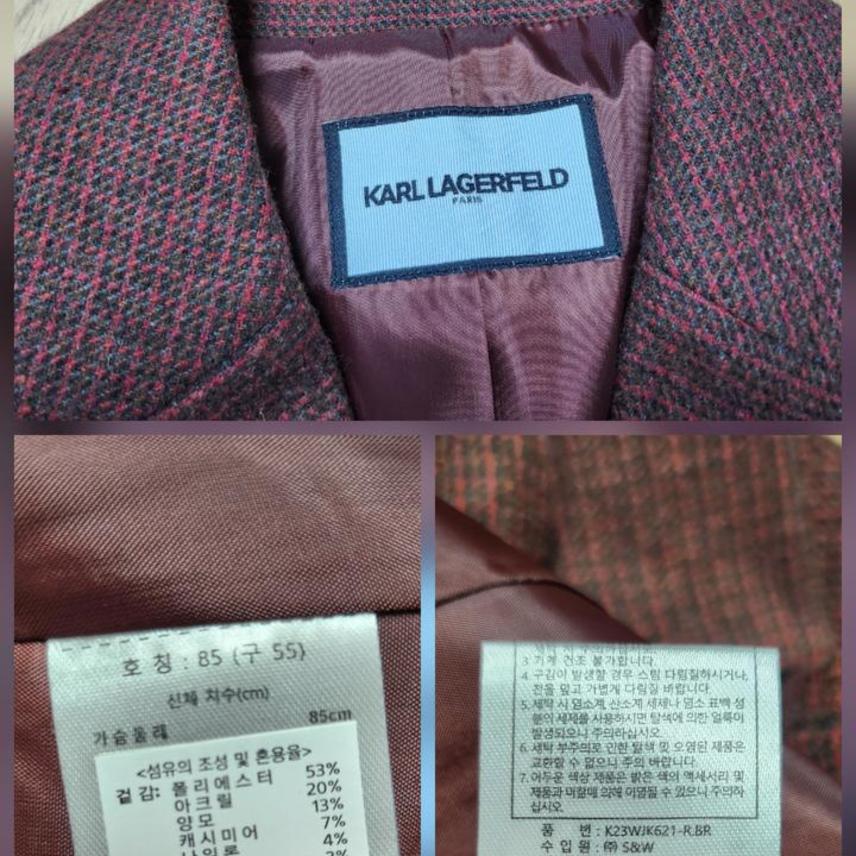 KARL LAGERFELD
PARIS
호 칭 : 85 (구 55)
신체 치수(cm)
가슴둘레 85cm
<섬유의 조성 및 혼용율>
겉감: 폴리에스터 53%
아크릴 20%
양모 13%
캐시미어 7%
4%
3. 기계 건조 불가합니다.
4. 구김이 발생할 경우 스팀 다림질하시거나,
천을 덮고 가볍게 다림질 바랍니다.
5. 세탁 시 염소계, 산소계 세제나 염소 표백 성
분의 세제를 사용하시면 탈색에 의한 얼룩이
발생되오니 주의하십시오.
6. 세탁 부주의로 인한 탈색 및 오염된 제품은
교환할 수 없으니 주의 바랍니다.
7. 어두운 색상 제품은 밝은 색의 액세서리 및
제품과 마찰에 의해 이염될 수 있으니 주의하
십시오.
품 번 : K23WJK621-R.BR
수 입 원 : ㈜ S&W